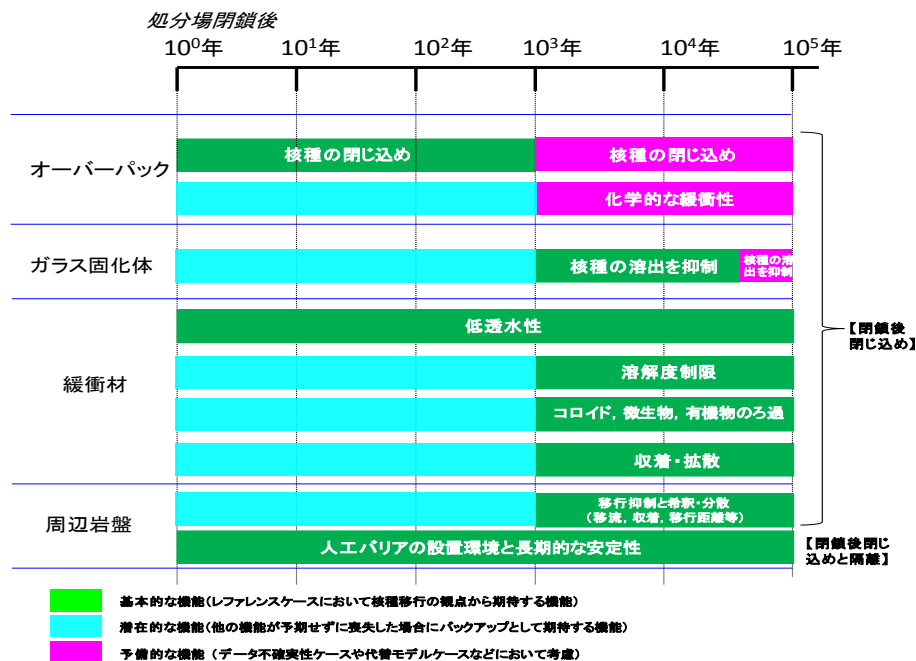 処分場閉鎖後
10⁰年 10¹年 10²年 10³年 10⁴年 10⁵年
オーバーパック
核種の閉じ込め 核種の閉じ込め
化学的な緩衝性
ガラス固化体
核種の溶出を抑制
核種の溶
出を抑制
緩衝材
低透水性
溶解度制限
コロイド，微生物，有機物のろ過
収着・拡散
【閉鎖後
閉じ込め】
周辺岩盤
移行抑制と希釈・分散
（移流，収着，移行距離等）
人工バリアの設置環境と長期的な安定性
【閉鎖後閉じ
込めと隔離】
基本的な機能（レファレンスケースにおいて核種移行の観点から期待する機能）
潜在的な機能（他の機能が予期せずに喪失した場合にバックアップとして期待する機能）
予備的な機能 （データ不確実性ケースや代替モデルケースなどにおいて考慮）